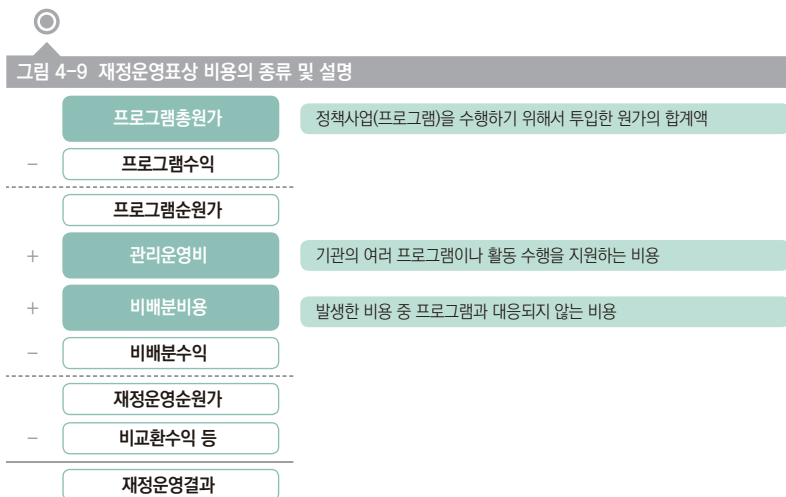 그림 4-9 재정운영표상 비용의 종류 및 설명
프로그램총원가 정책사업(프로그램)을 수행하기 위해서 투입한 원가의 합계액
- 프로그램수익
프로그램순원가
+ 관리운영비 기관의 여러 프로그램이나 활동 수행을 지원하는 비용
+ 비배분비용 발생한 비용 중 프로그램과 대응되지 않는 비용
- 비배분수익
재정운영순원가
- 비교환수익 등
재정운영결과